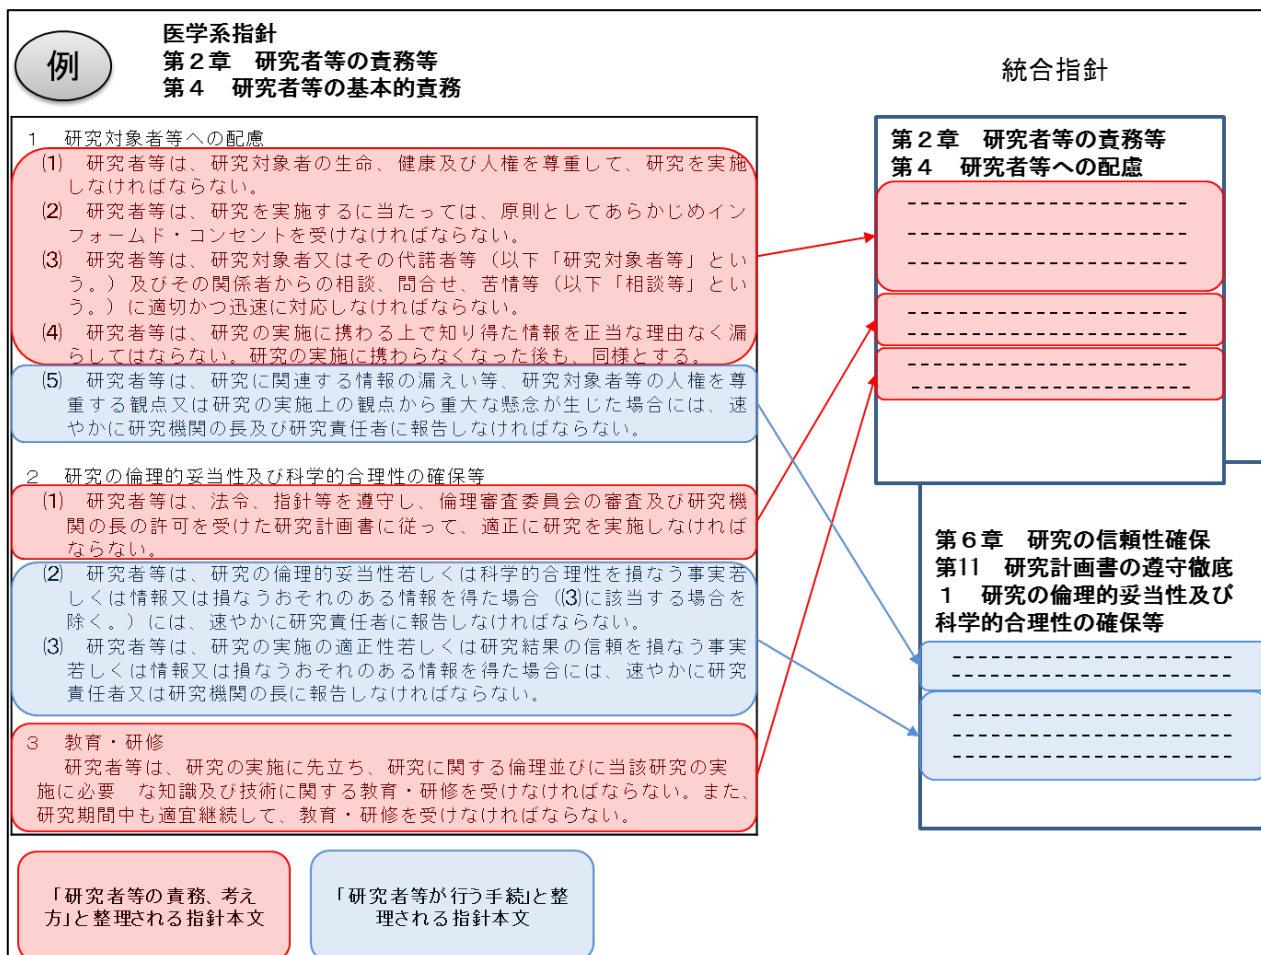 例
医学系指針
第２章　研究者等の責務等
第４　研究者等の基本的責務
統合指針
１　研究対象者等への配慮
⑴　研究者等は、研究対象者の生命、健康及び人権を尊重して、研究を実施
しなければならない。
⑵　研究者等は、研究を実施するに当たっては、原則としてあらかじめイン
フォームド・コンセントを受けなければならない。
⑶　研究者等は、研究対象者又はその代諾者等（以下「研究対象者等」とい
う。）及びその関係者からの相談、問合せ、苦情等（以下「相談等」とい
う。）に適切かつ迅速に対応しなければならない。
⑷　研究者等は、研究の実施に携わる上で知り得た情報を正当な理由なく漏
らしてはならない。研究の実施に携わらなくなった後も、同様とする。
⑸　研究者等は、研究に関連する情報の漏えい等、研究対象者等の人権を尊
重する観点又は研究の実施上の観点から重大な懸念が生じた場合には、速
やかに研究機関の長及び研究責任者に報告しなければならない。
２　研究の倫理的妥当性及び科学的合理性の確保等
⑴　研究者等は、法令、指針等を遵守し、倫理審査委員会の審査及び研究機
関の長の許可を受けた研究計画書に従って、適正に研究を実施しなければ
ならない。
⑵　研究者等は、研究の倫理的妥当性若しくは科学的合理性を損なう事実若
しくは情報又は損なうおそれのある情報を得た場合（⑶に該当する場合を
除く。）には、速やかに研究責任者に報告しなければならない。
⑶　研究者等は、研究の実施の適正性若しくは研究結果の信頼を損なう事実
若しくは情報又は損なうおそれのある情報を得た場合には、速やかに研究
責任者又は研究機関の長に報告しなければならない。
３　教育・研修
研究者等は、研究の実施に先立ち、研究に関する倫理並びに当該研究の実
施に必要　な知識及び技術に関する教育・研修を受けなければならない。また、
研究期間中も適宜継続して、教育・研修を受けなければならない。
第２章　研究者等の責務等
第４　研究者等への配慮
第６章　研究の信頼性確保
第11　研究計画書の遵守徹底
１　研究の倫理的妥当性及び
科学的合理性の確保等
「研究者等の責務、考え
方」と整理される指針本文
「研究者等が行う手続」と整
理される指針本文